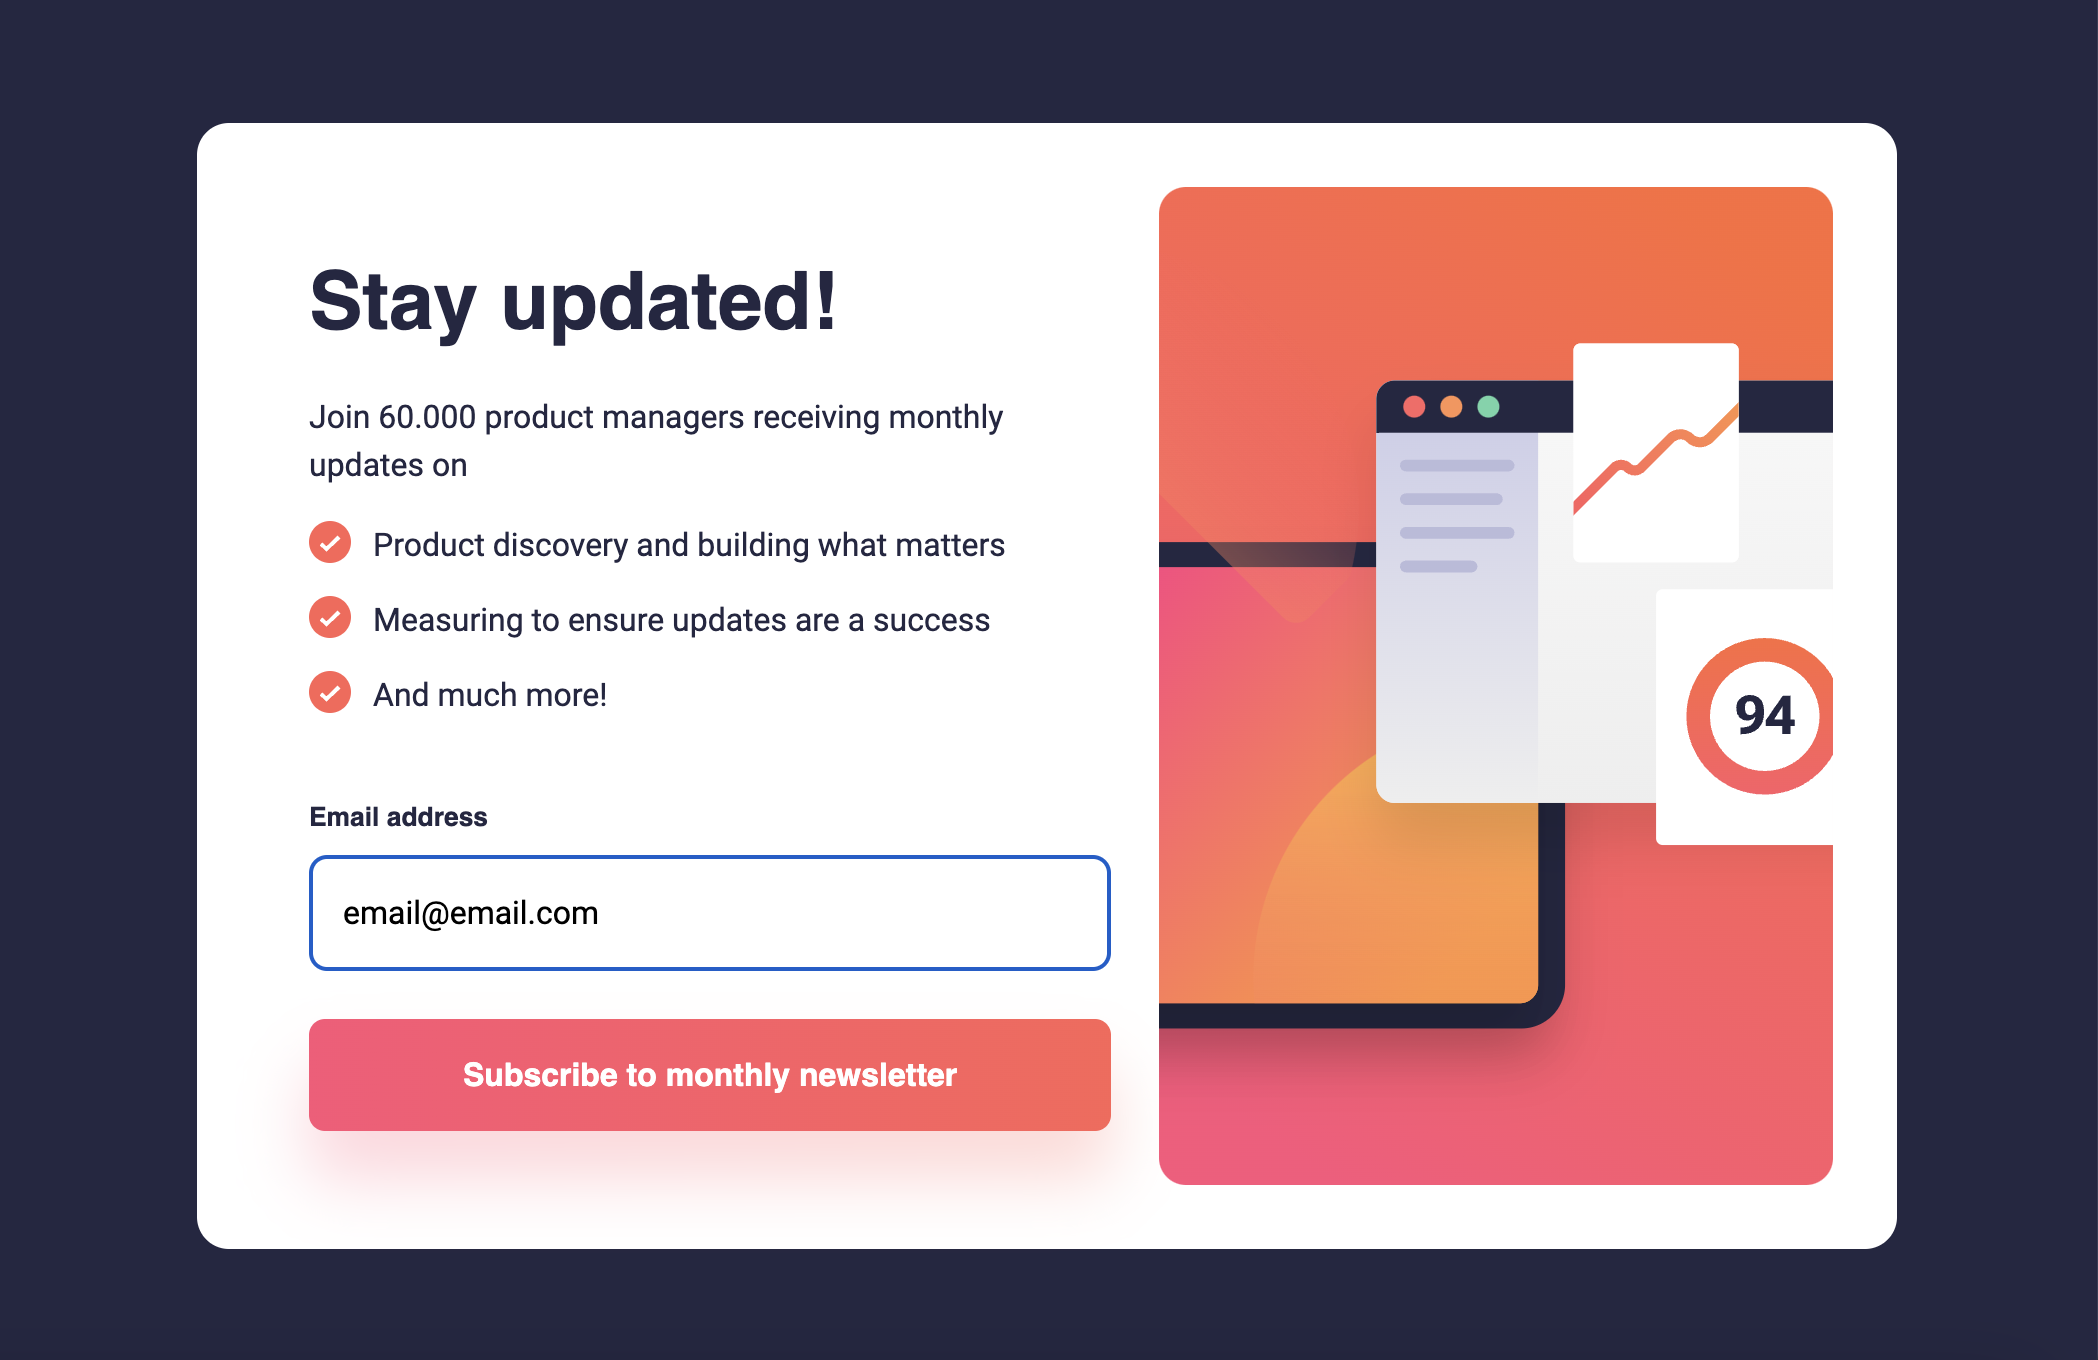 Stay updated!
Join 60.000 product managers receiving monthly
updates on
Product discovery and building what matters
Measuring to ensure updates are a success
And much more!
Email address
email@email.com
Subscribe to monthly newsletter
94